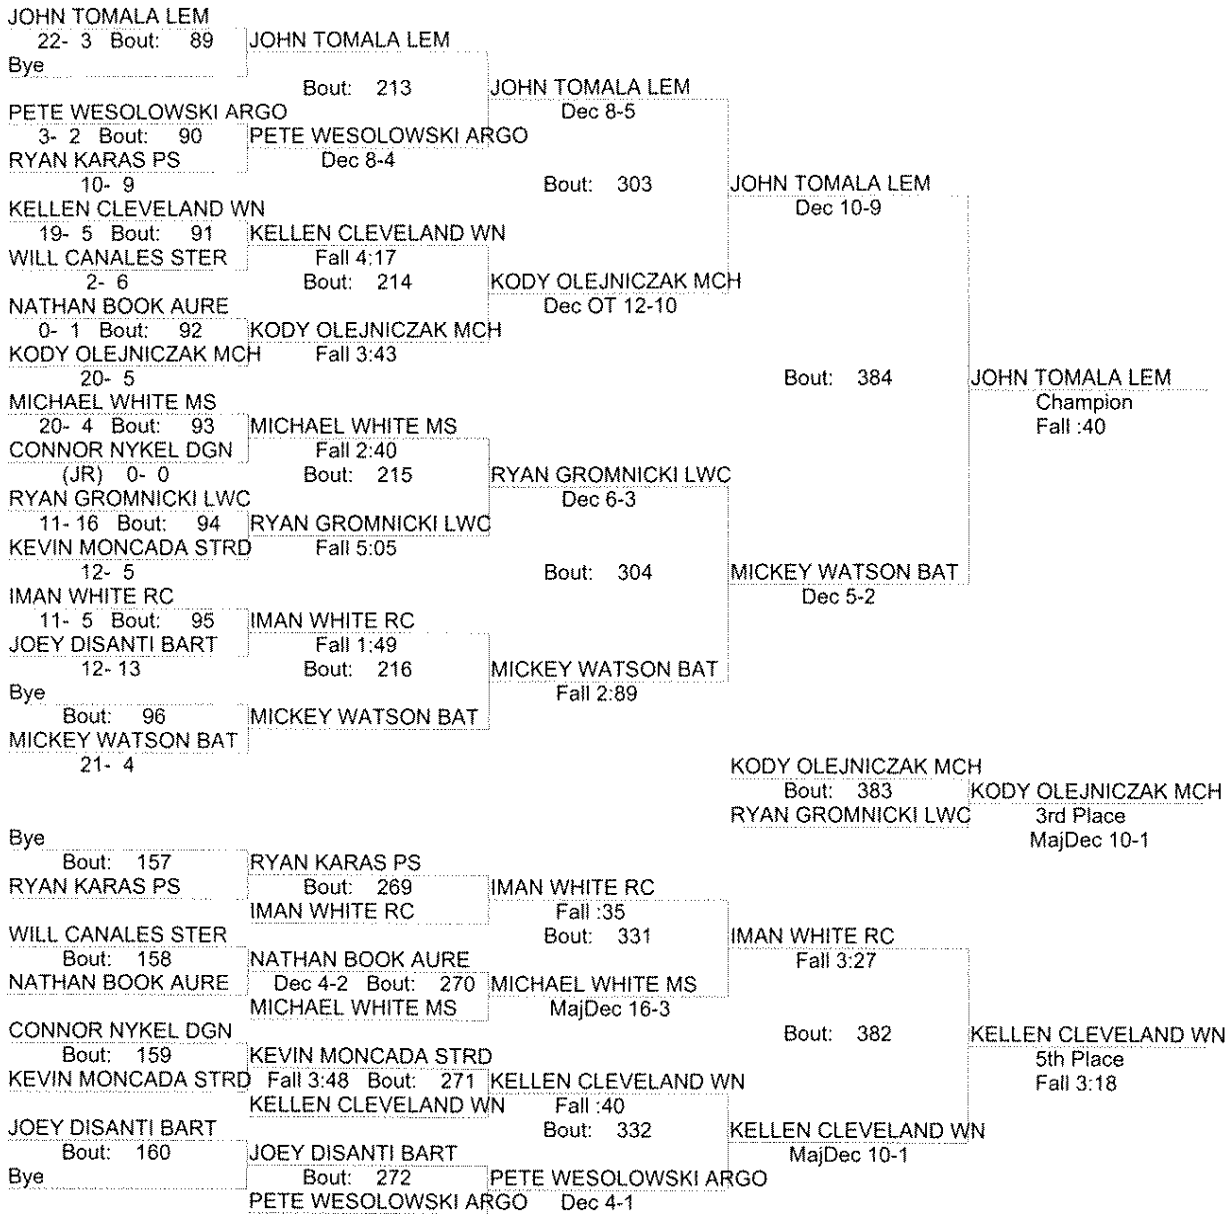 JOHN TOMALA LEM
22- 3 Bout: 89 JOHN TOMALA LEM
Bye
Bout: 213 JOHN TOMALA LEM
PETE WESOLOWSKI ARGO Dec 8-5
3- 2 Bout: 90 PETE WESOLOWSKI ARGO
RYAN KARAS PS Dec 8-4
10- 9 Bout: 303 JOHN TOMALA LEM
KELLEN CLEVELAND WN Dec 10-9
19- 5 Bout: 91 KELLEN CLEVELAND WN
WILL CANALES STER Fall 4:17
2- 6 Bout: 214 KODY OLEJNICZAK MCH
NATHAN BOOK AURE Dec OT 12-10
0- 1 Bout: 92 KODY OLEJNICZAK MCH
KODY OLEJNICZAK MCH Fall 3:43
20- 5 Bout: 384 JOHN TOMALA LEM
MICHAEL WHITE MS Champion
20- 4 Bout: 93 MICHAEL WHITE MS Fall :40
CONNOR NYKEL DGN Fall 2:40
(JR) 0- 0 Bout: 215 RYAN GROMNICKI LWC
RYAN GROMNICKI LWC Dec 6-3
11- 16 Bout: 94 RYAN GROMNICKI LWC
KEVIN MONCADA STRD Fall 5:05
12- 5 Bout: 304 MICKEY WATSON BAT
IMAN WHITE RC Dec 5-2
11- 5 Bout: 95 IMAN WHITE RC
JOEY DISANTI BART Fall 1:49
12- 13 Bout: 216 MICKEY WATSON BAT
Bye Fall 2:89
Bout: 96 MICKEY WATSON BAT
MICKEY WATSON BAT
21- 4
KODY OLEJNICZAK MCH
Bout: 383 KODY OLEJNICZAK MCH
RYAN GROMNICKI LWC 3rd Place
MajDec 10-1
Bye
Bout: 157 RYAN KARAS PS
RYAN KARAS PS Bout: 269 IMAN WHITE RC
IMAN WHITE RC Fall :35
WILL CANALES STER Bout: 331 IMAN WHITE RC
Bout: 158 NATHAN BOOK AURE Fall 3:27
NATHAN BOOK AURE Dec 4-2 Bout: 270 MICHAEL WHITE MS
MICHAEL WHITE MS MajDec 16-3
CONNOR NYKEL DGN Bout: 382 KELLEN CLEVELAND WN
Bout: 159 KEVIN MONCADA STRD 5th Place
KEVIN MONCADA STRD Fall 3:48 Bout: 271 KELLEN CLEVELAND WN Fall 3:18
KELLEN CLEVELAND WN Fall :40
JOEY DISANTI BART Bout: 332 KELLEN CLEVELAND WN
Bout: 160 JOEY DISANTI BART MajDec 10-1
Bye Bout: 272 PETE WESOLOWSKI ARGO
PETE WESOLOWSKI ARGO Dec 4-1